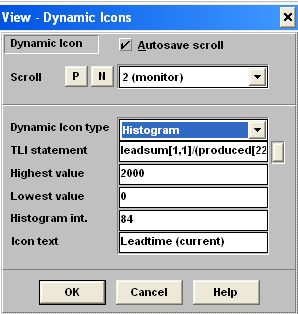 View - Dynamic Icons
Dynamic Icon Autosave scroll
Scroll P N 2 (monitor)
Dynamic Icon type Histogram
TLI statement leadsum[1,1]/(produced[22
Highest value 2000
Lowest value 0
Histogram int. 84
Icon text Leadtime (current)
OK Cancel Help